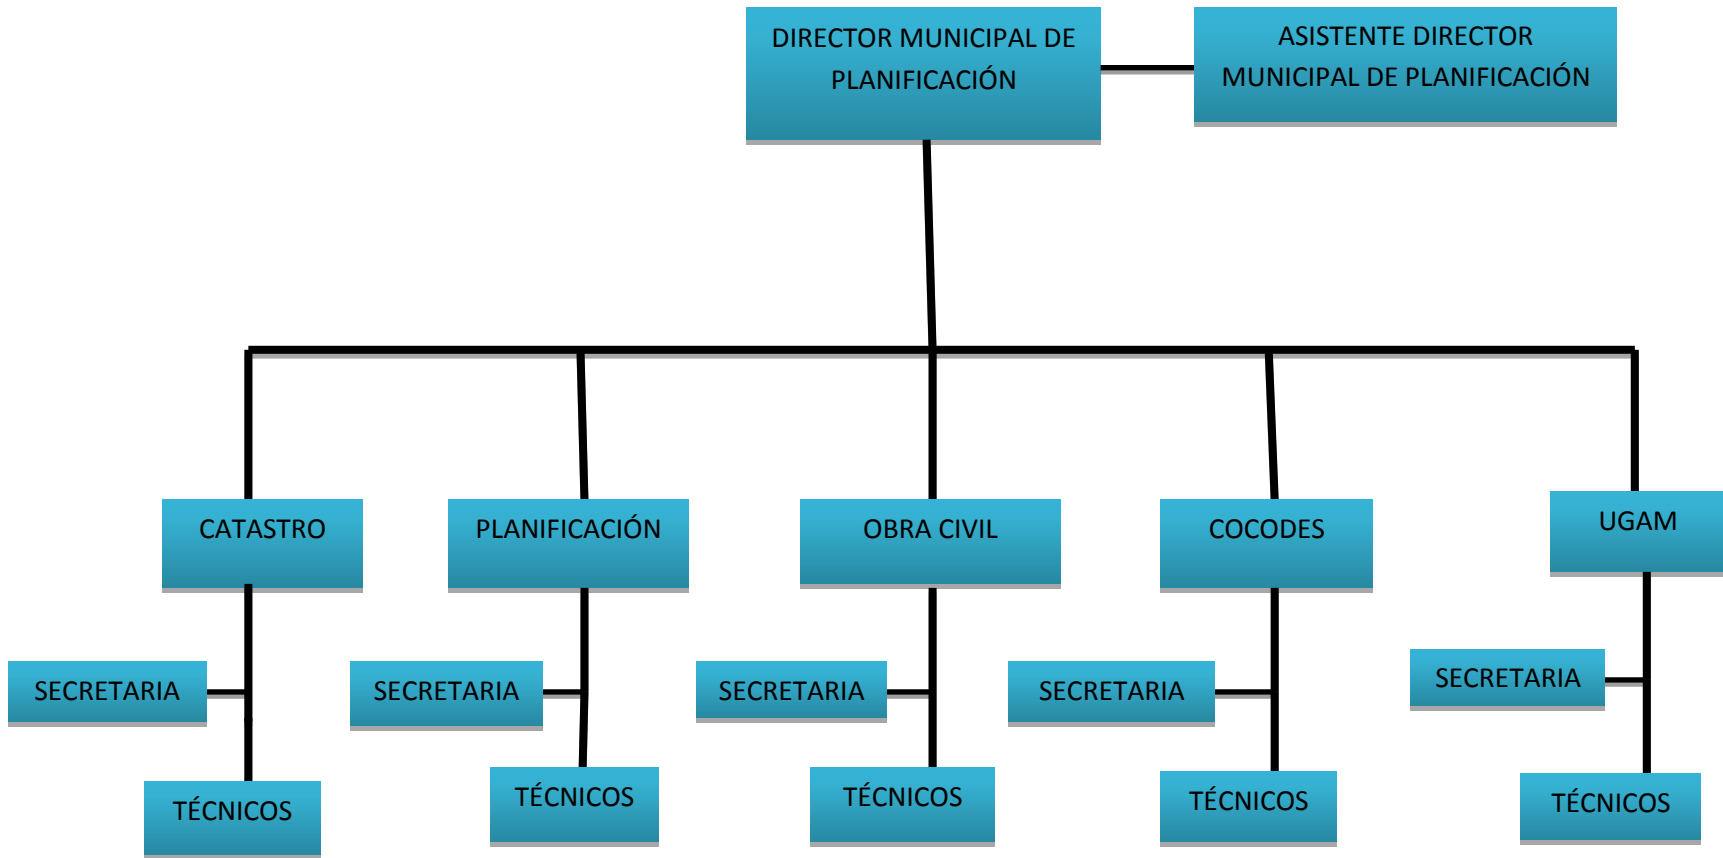 DIRECTOR MUNICIPAL DE
PLANIFICACIÓN
ASISTENTE DIRECTOR
MUNICIPAL DE PLANIFICACIÓN
CATASTRO
PLANIFICACIÓN
OBRA CIVIL
COCODES
UGAM
SECRETARIA
SECRETARIA
SECRETARIA
SECRETARIA
SECRETARIA
TÉCNICOS
TÉCNICOS
TÉCNICOS
TÉCNICOS
TÉCNICOS